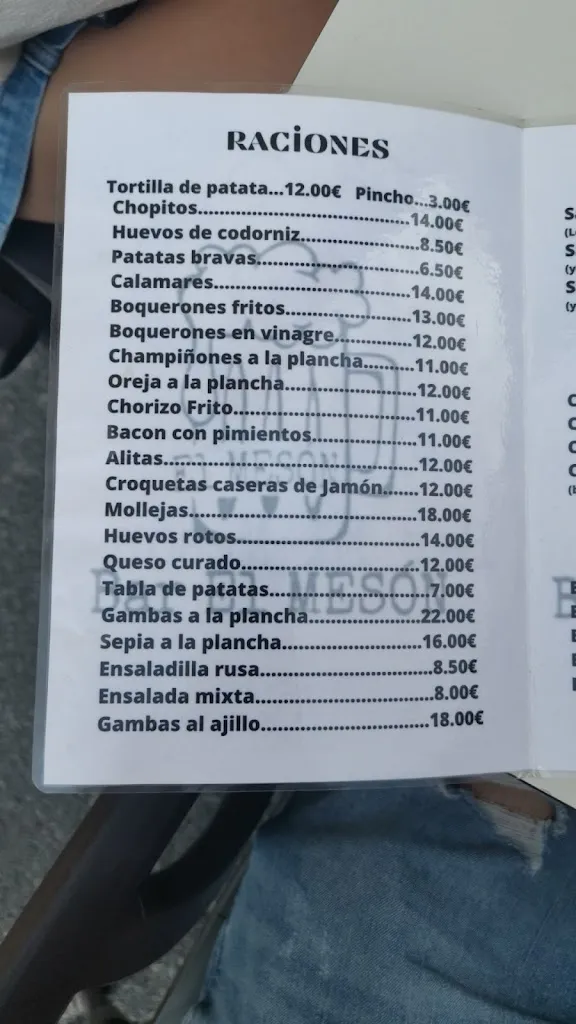 RACiONES
Tortilla de patata...12.00€ Pincho...3.00€
Chopitos...14.00€
Huevos de codorniz...8.50€
Patatas bravas...6.50€
Calamares...14.00€
Boquerones fritos...13.00€
Boquerones en vinagre...12.00€
Champiñones a la plancha...11.00€
Oreja a la plancha...12.00€
Chorizo Frito...11.00€
Bacon con pimientos...11.00€
Alitas...12.00€
Croquetas caseras de Jamón...12.00€
Mollejas...18.00€
Huevos rotos...14.00€
Queso curado...12.00€
Tabla de patatas...7.00€
Gambas a la plancha...22.00€
Sepia a la plancha...16.00€
Ensaladilla rusa...8.50€
Ensalada mixta...8.00€
Gambas al ajillo...18.00€
EL MESON
Bar El MESON